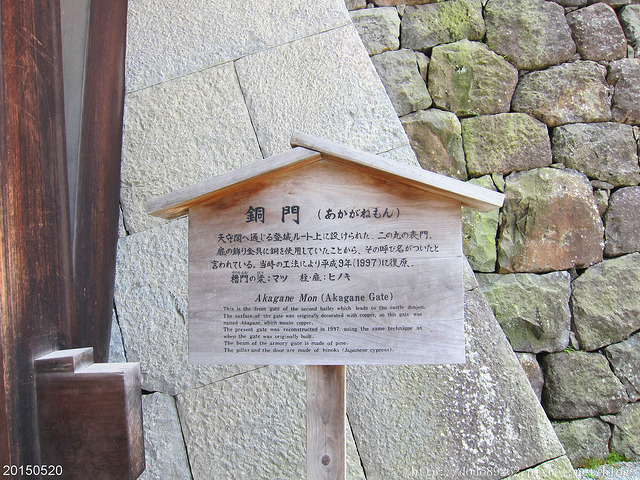 銅門（あかがねもん）
天守閣へ通じる登城ルート上に設けられた、二の丸の表門。
扉の飾り金具に銅を使用していたことから、その呼び名がついたと
言われている。当時の工法により平成9年(1997)に復原。
櫓門の梁：マツ 柱・扉：ヒノキ
Akagane Mon (Akagane Gate)
This is the front gate of the second bailey which leads to the castle donjon.
The surface of the gate was originally decorated with copper, so this gate was
named Akagane, which means copper.
The present gate was reconstructed in 1997, using the same technique as
when the gate was originally built.
The beam of the armory gate is made of pine.
The pillar and the door are made of hinoki (Japanese cypress).
20150520